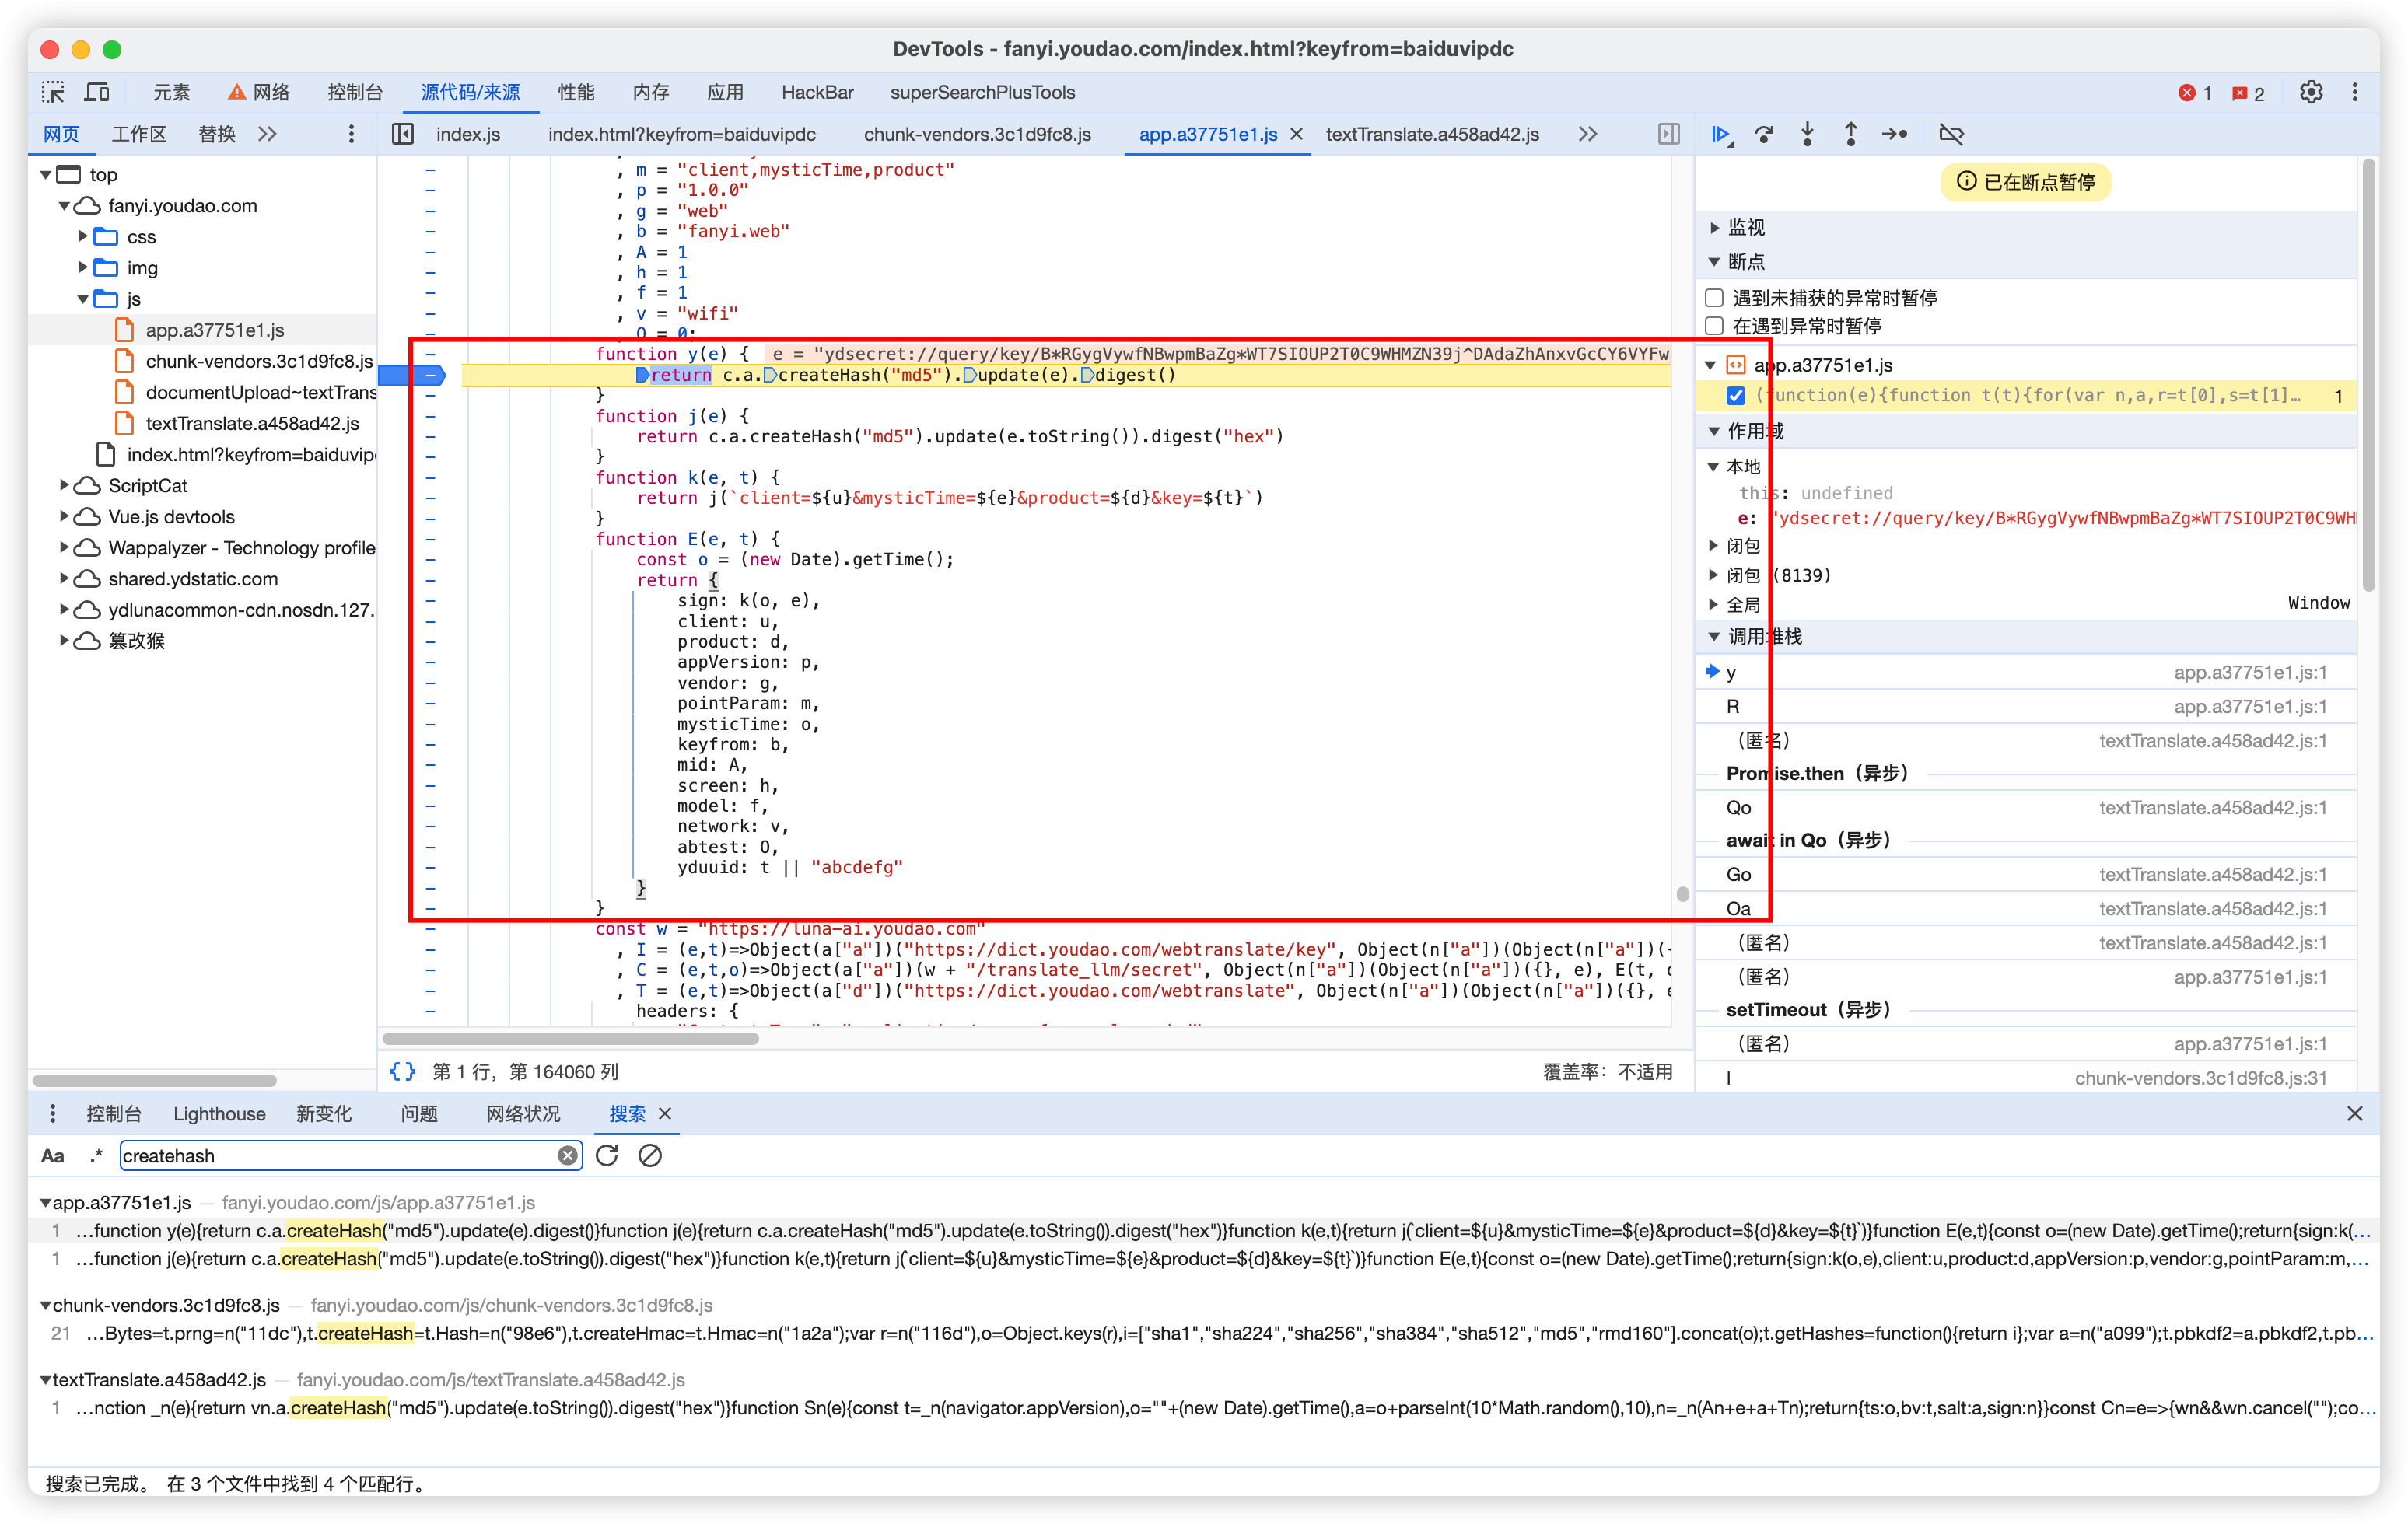 DevTools - fanyi.youdao.com/index.html?keyfrom=baiduvipdc
元素 网络 控制台 源代码/来源 性能 内存 应用 HackBar superSearchPlusTools 1 2
网页 工作区 替换
index.js index.html?keyfrom=baiduvipdc chunk-vendors.3c1d9fc8.js app.a37751e1.js textTranslate.a458ad42.js
top
fanyi.youdao.com
css
img
js
app.a37751e1.js
chunk-vendors.3c1d9fc8.js
documentUpload~textTrans
textTranslate.a458ad42.js
index.html?keyfrom=baiduvip
ScriptCat
Vue.js devtools
Wappalyzer - Technology profile
shared.ydstatic.com
ydlunacommon-cdn.nosdn.127.
篡改猴
, m = "client,mysticTime,product"
, p = "1.0.0"
, g = "web"
, b = "fanyi.web"
, A = 1
, h = 1
, f = 1
, v = "wifi"
, O = 0;
function y(e) { e = "ydsecret://query/key/B*RGygVywfNBwpmBaZg*WT7SIOUP2T0C9WHMZN39j^DAdaZhAnxvGcCY6VYFw
return c.a.createHash("md5").update(e).digest()
}
function j(e) {
return c.a.createHash("md5").update(e.toString()).digest("hex")
}
function k(e, t) {
return j(`client=${u}&mysticTime=${e}&product=${d}&key=${t}`)
}
function E(e, t) {
const o = (new Date).getTime();
return {
sign: k(o, e),
client: u,
product: d,
appVersion: p,
vendor: g,
pointParam: m,
mysticTime: o,
keyfrom: b,
mid: A,
screen: h,
model: f,
network: v,
abtest: O,
yduuid: t || "abcdefg"
}
}
const w = "https://luna-ai.youdao.com"
, I = (e,t)=>Object(a["a"])("https://dict.youdao.com/webtranslate/key", Object(n["a"])(Object(n["a"])(
, C = (e,t,o)=>Object(a["a"])(w + "/translate_llm/secret", Object(n["a"])(Object(n["a"])({}, e), E(t,
, T = (e,t)=>Object(a["d"])("https://dict.youdao.com/webtranslate", Object(n["a"])(Object(n["a"])({}, e
headers: {
{} 第 1 行，第 164060 列 覆盖率：不适用
已在断点暂停
监视
断点
遇到未捕获的异常时暂停
在遇到异常时暂停
app.a37751e1.js
(function(e){function t(t){for(var n,a,r=t[0],s=t[1]… 1
作用域
本地
this: undefined
e: "ydsecret://query/key/B*RGygVywfNBwpmBaZg*WT7SIOUP2T0C9WH
闭包
闭包 (8139)
全局 Window
调用堆栈
y app.a37751e1.js:1
R app.a37751e1.js:1
（匿名） textTranslate.a458ad42.js:1
Promise.then（异步）
Qo textTranslate.a458ad42.js:1
await in Qo（异步）
Go textTranslate.a458ad42.js:1
Oa textTranslate.a458ad42.js:1
（匿名） textTranslate.a458ad42.js:1
（匿名） app.a37751e1.js:1
setTimeout（异步）
（匿名） app.a37751e1.js:1
l chunk-vendors.3c1d9fc8.js:31
控制台 Lighthouse 新变化 问题 网络状况 搜索
Aa .* createhash
app.a37751e1.js — fanyi.youdao.com/js/app.a37751e1.js
1 …function y(e){return c.a.createHash("md5").update(e).digest()}function j(e){return c.a.createHash("md5").update(e.toString()).digest("hex")}function k(e,t){return j(`client=${u}&mysticTime=${e}&product=${d}&key=${t}`)}function E(e,t){const o=(new Date).getTime();return{sign:k(…
1 …function j(e){return c.a.createHash("md5").update(e.toString()).digest("hex")}function k(e,t){return j(`client=${u}&mysticTime=${e}&product=${d}&key=${t}`)}function E(e,t){const o=(new Date).getTime();return{sign:k(o,e),client:u,product:d,appVersion:p,vendor:g,pointParam:m,…
chunk-vendors.3c1d9fc8.js — fanyi.youdao.com/js/chunk-vendors.3c1d9fc8.js
21 …Bytes=t.prng=n("11dc"),t.createHash=t.Hash=n("98e6"),t.createHmac=t.Hmac=n("1a2a");var r=n("116d"),o=Object.keys(r),i=["sha1","sha224","sha256","sha384","sha512","md5","rmd160"].concat(o);t.getHashes=function(){return i};var a=n("a099");t.pbkdf2=a.pbkdf2,t.pb…
textTranslate.a458ad42.js — fanyi.youdao.com/js/textTranslate.a458ad42.js
1 …nction _n(e){return vn.a.createHash("md5").update(e.toString()).digest("hex")}function Sn(e){const t=_n(navigator.appVersion),o=""+(new Date).getTime(),a=o+parseInt(10*Math.random(),10),n=_n(An+e+a+Tn);return{ts:o,bv:t,salt:a,sign:n}}const Cn=e=>{wn&&wn.cancel("");co…
搜索已完成。 在 3 个文件中找到 4 个匹配行。